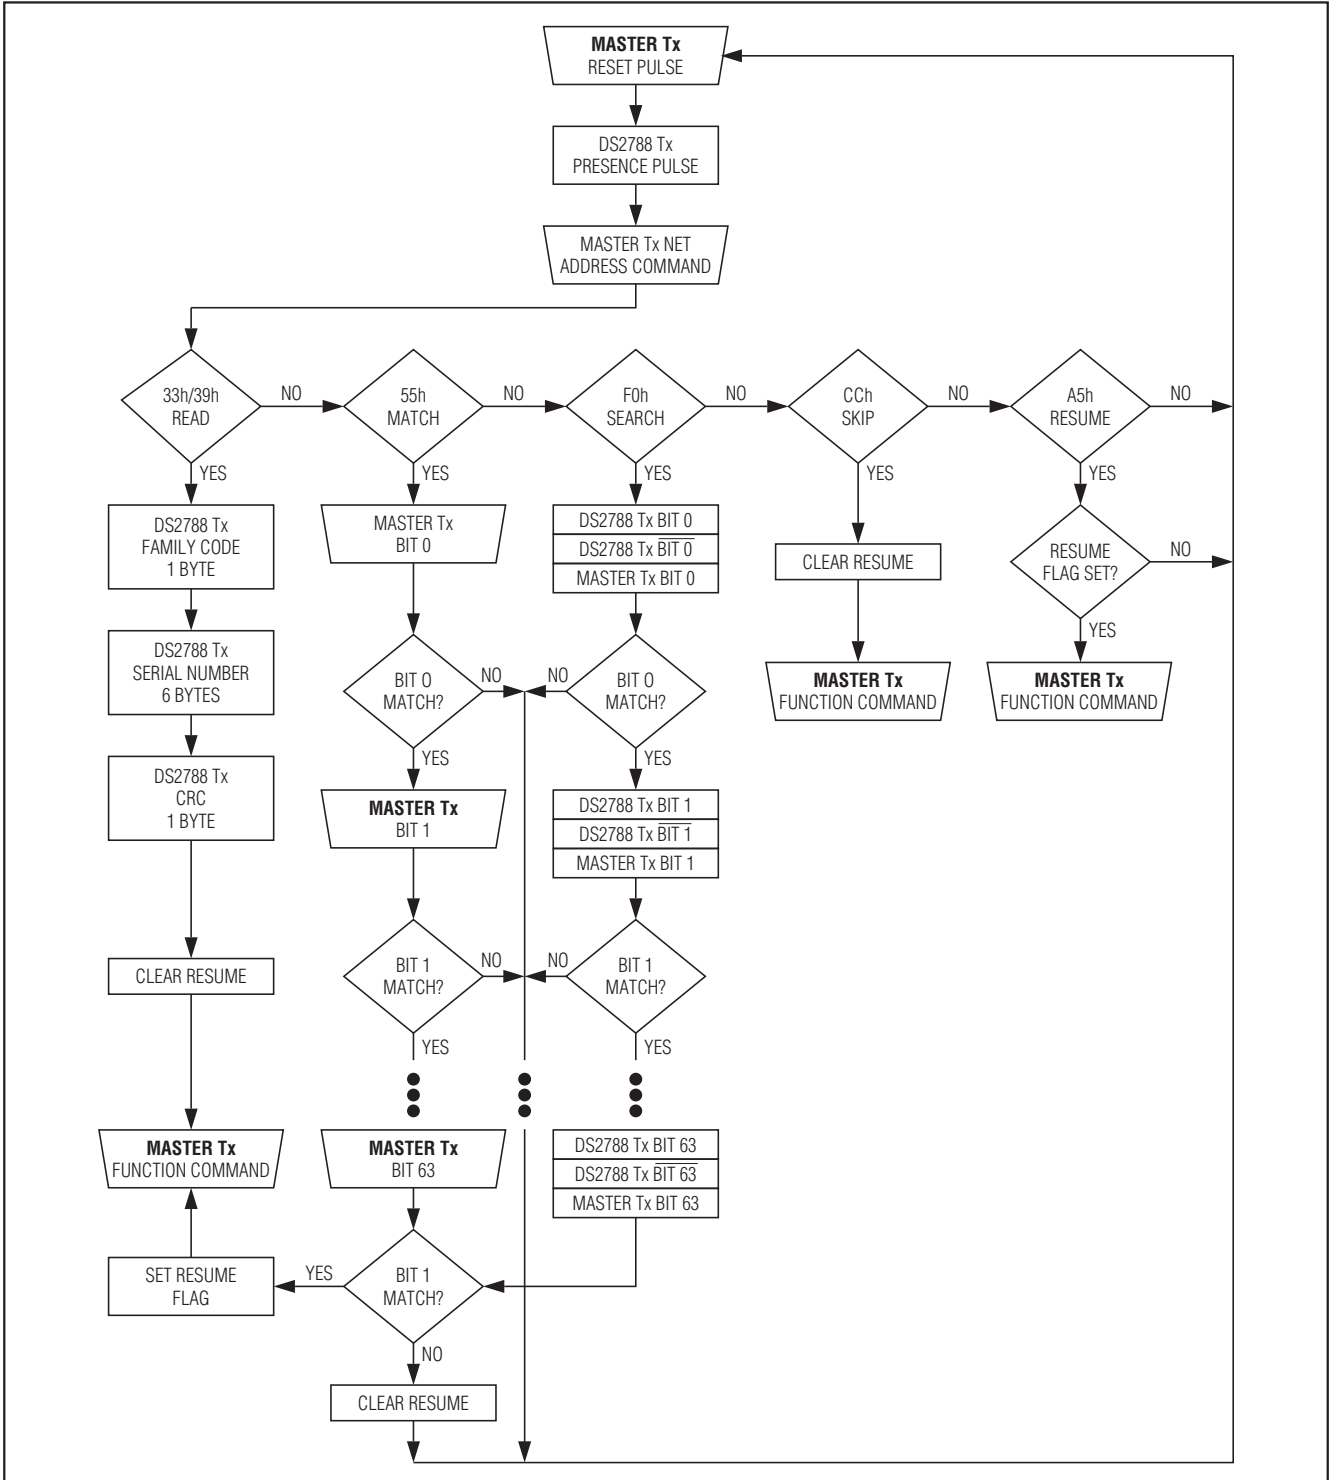 MASTER Tx
RESET PULSE
DS2788 Tx
PRESENCE PULSE
MASTER Tx NET
ADDRESS COMMAND
33h/39h
READ
NO
55h
MATCH
NO
F0h
SEARCH
NO
CCh
SKIP
NO
A5h
RESUME
NO
YES
YES
YES
YES
YES
DS2788 Tx
FAMILY CODE
1 BYTE
DS2788 Tx
SERIAL NUMBER
6 BYTES
DS2788 Tx
CRC
1 BYTE
CLEAR RESUME
MASTER Tx
FUNCTION COMMAND
SET RESUME
FLAG
MASTER Tx
BIT 0
BIT 0
MATCH?
NO
YES
MASTER Tx
BIT 1
BIT 1
MATCH?
NO
YES
MASTER Tx
BIT 63
BIT 1
MATCH?
YES
NO
CLEAR RESUME
DS2788 Tx BIT 0
DS2788 Tx B̅I̅T̅ ̅0̅
MASTER Tx BIT 0
BIT 0
MATCH?
NO
YES
DS2788 Tx BIT 1
DS2788 Tx B̅I̅T̅ ̅1̅
MASTER Tx BIT 1
BIT 1
MATCH?
NO
YES
DS2788 Tx BIT 63
DS2788 Tx B̅I̅T̅ ̅6̅3̅
MASTER Tx BIT 63
CLEAR RESUME
MASTER Tx
FUNCTION COMMAND
RESUME
FLAG SET?
NO
YES
MASTER Tx
FUNCTION COMMAND